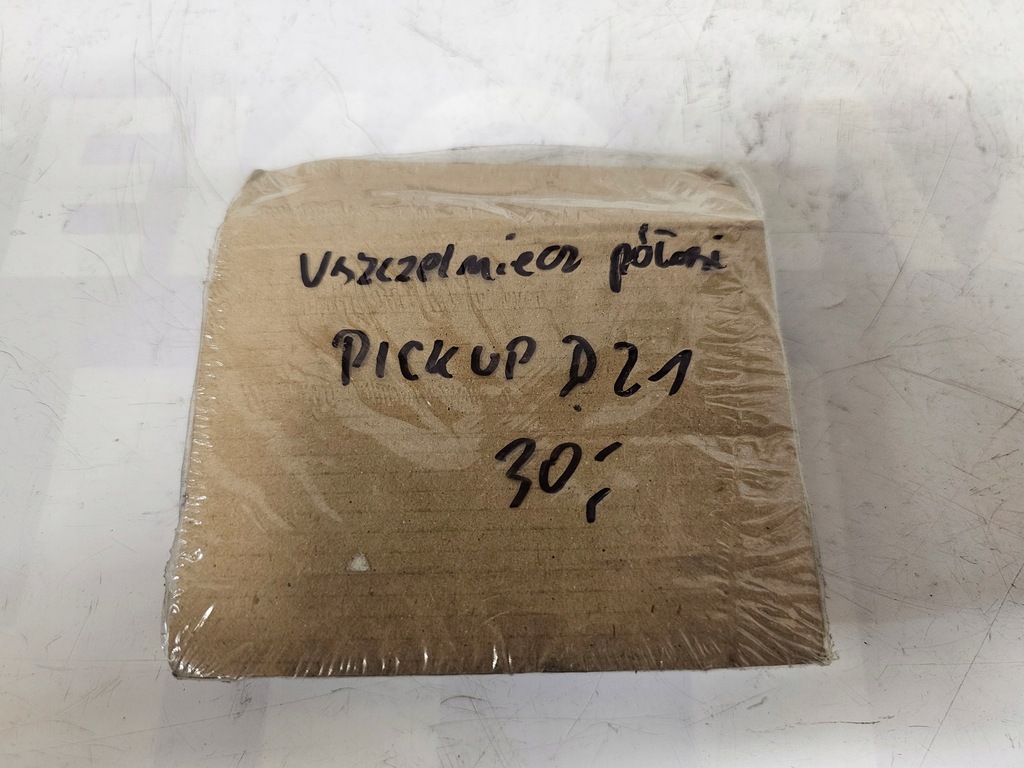 Uszczelniacz półosi
PICKUP D21
30,-